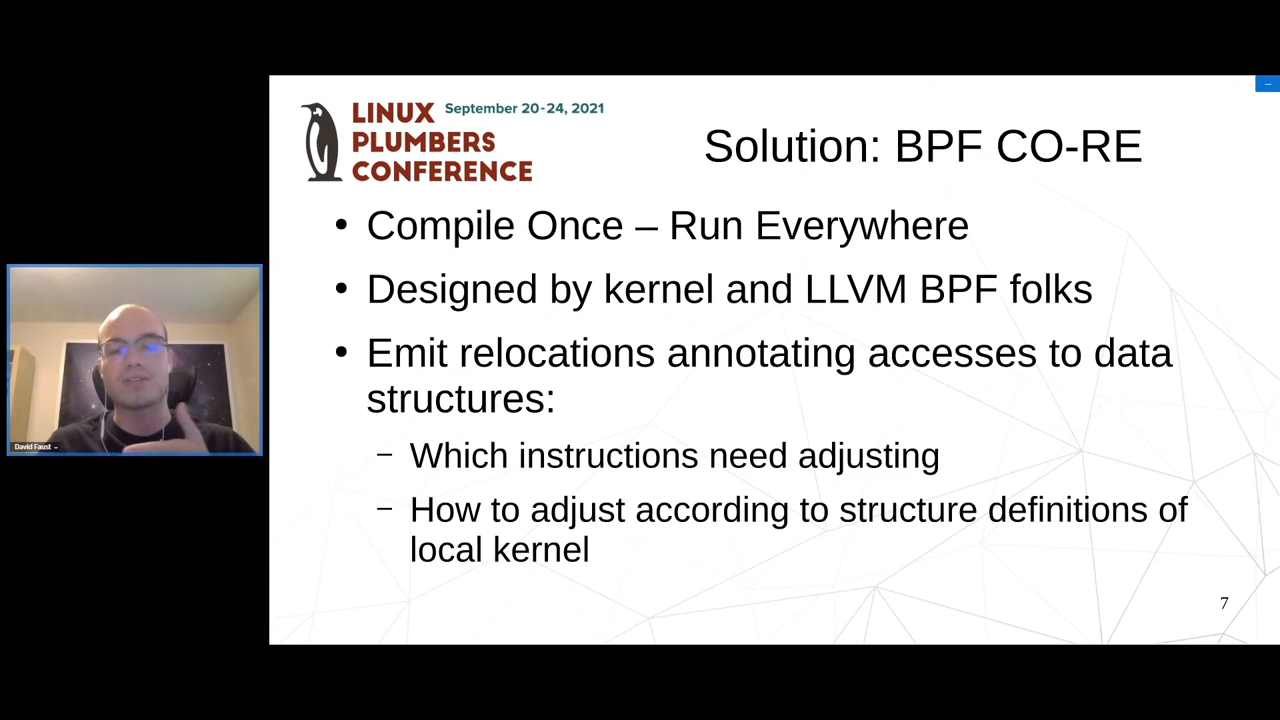 LINUX
September 20-24, 2021
PLUMBERS
CONFERENCE
Solution: BPF CO-RE
• Compile Once – Run Everywhere
• Designed by kernel and LLVM BPF folks
• Emit relocations annotating accesses to data
structures:
– Which instructions need adjusting
– How to adjust according to structure definitions of
local kernel
David Faust
7